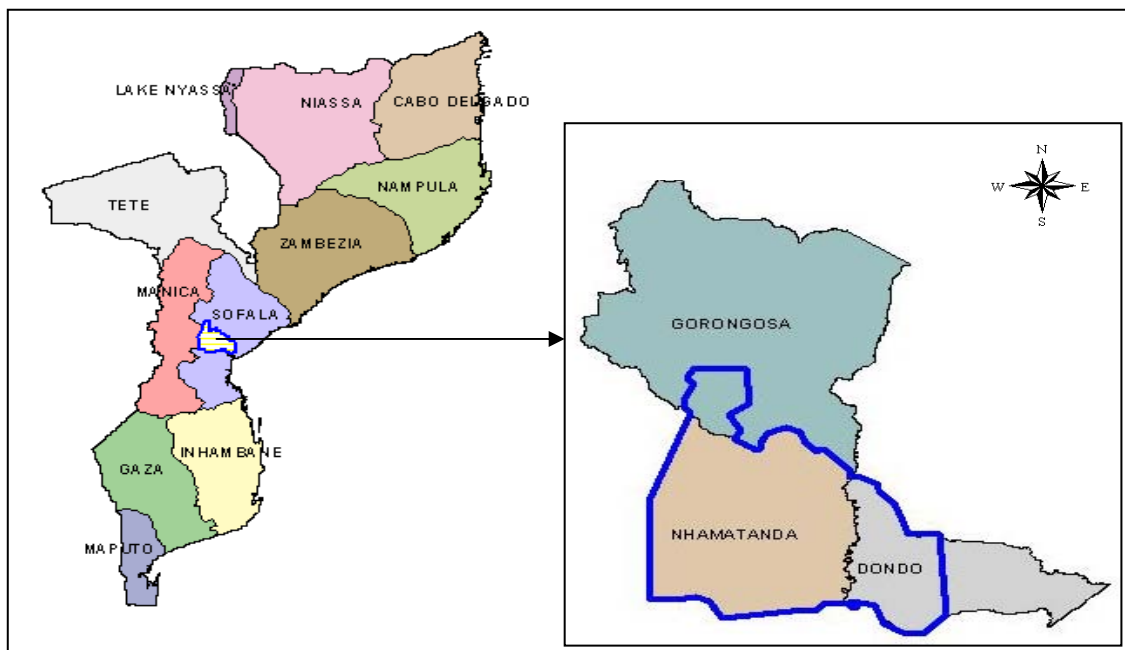 LAKE NYASSA
NIASSA
CABO DELGADO
NAMPULA
TETE
ZAMBEZIA
MANICA
SOFALA
INHAMBANE
GAZA
MAPUTO
N
W E
S
GORONGOSA
NHAMATANDA
DONDO